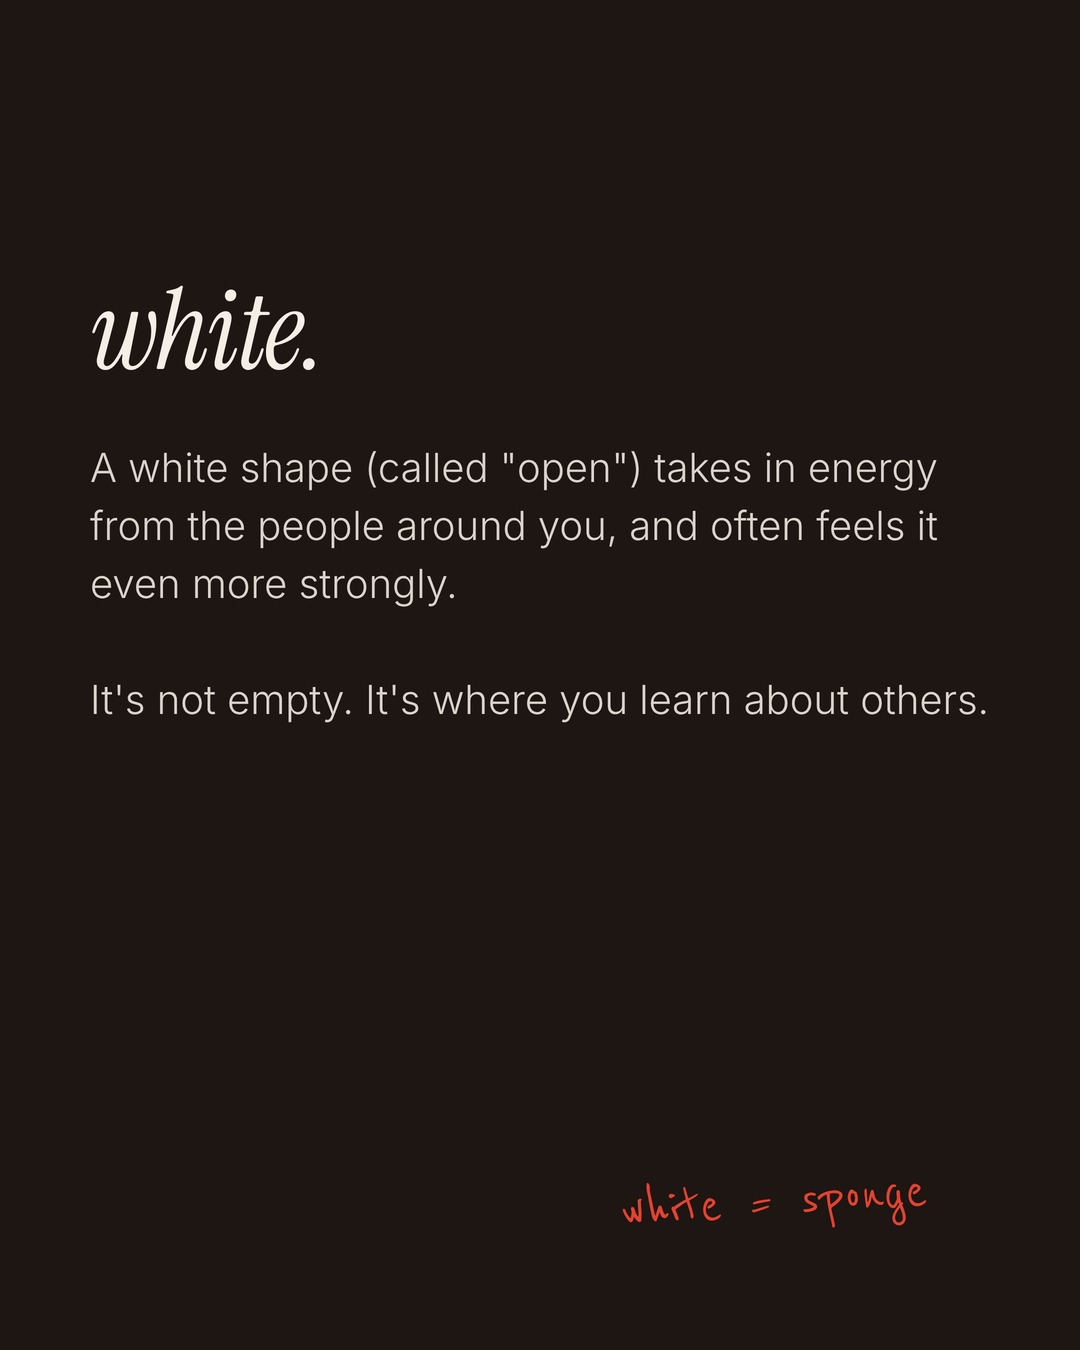 white.
A white shape (called "open") takes in energy
from the people around you, and often feels it
even more strongly.
It's not empty. It's where you learn about others.
white = sponge